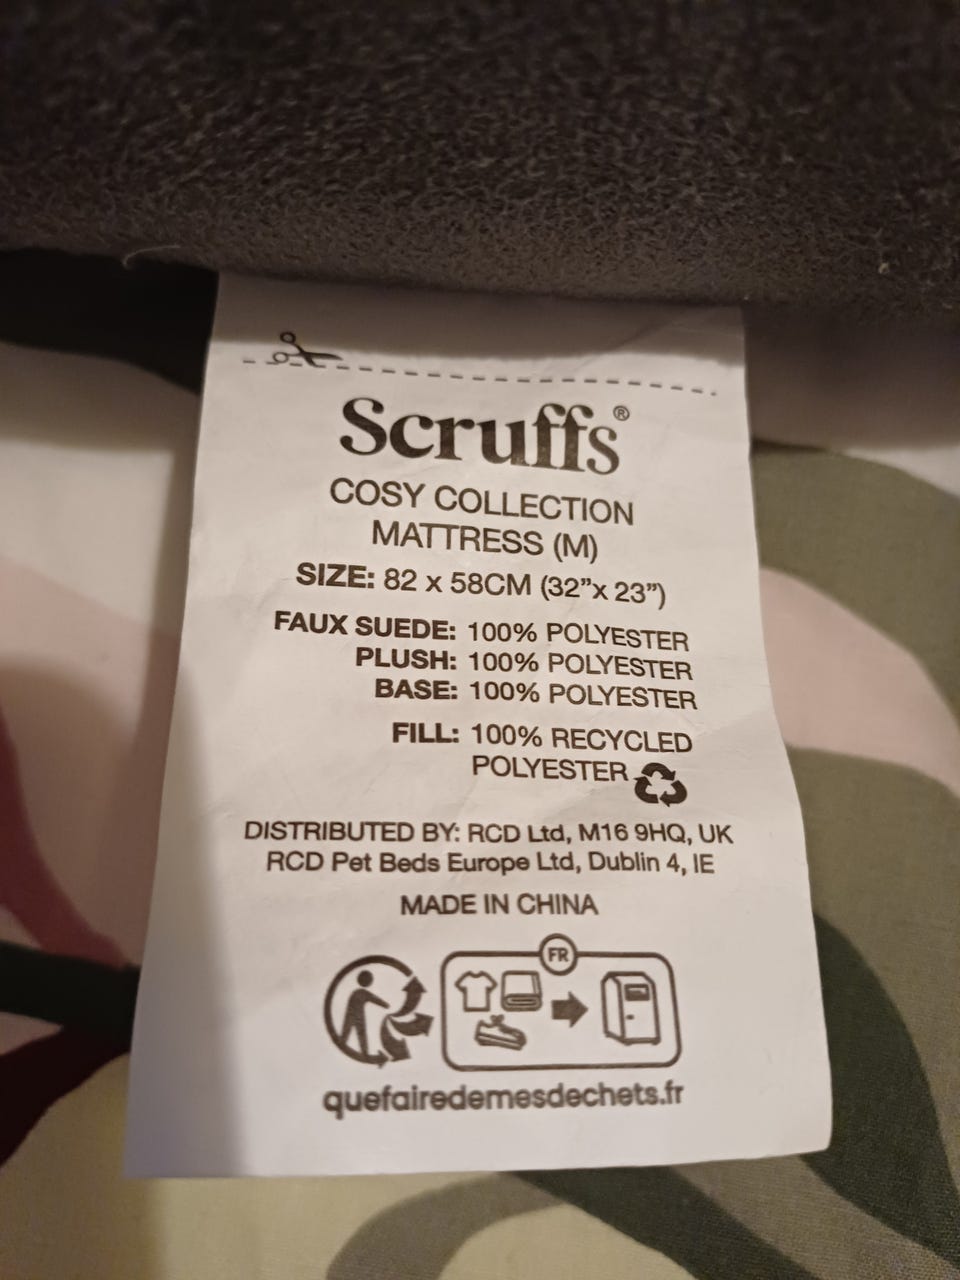 Scruffs®
COSY COLLECTION
MATTRESS (M)
SIZE: 82 x 58CM (32”x 23”)
FAUX SUEDE: 100% POLYESTER
PLUSH: 100% POLYESTER
BASE: 100% POLYESTER
FILL: 100% RECYCLED
POLYESTER
DISTRIBUTED BY: RCD Ltd, M16 9HQ, UK
RCD Pet Beds Europe Ltd, Dublin 4, IE
MADE IN CHINA
FR
quefairedemesdechets.fr